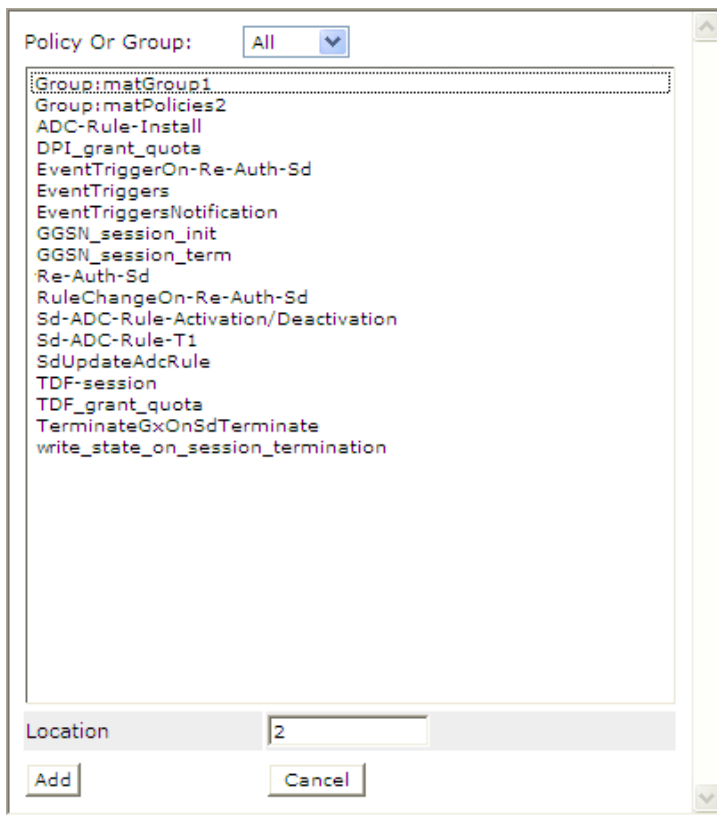 Policy Or Group: All
Group:matGroup1
Group:matPolicies2
ADC-Rule-Install
DPI_grant_quota
EventTriggerOn-Re-Auth-Sd
EventTriggers
EventTriggersNotification
GGSN_session_init
GGSN_session_term
Re-Auth-Sd
RuleChangeOn-Re-Auth-Sd
Sd-ADC-Rule-Activation/Deactivation
Sd-ADC-Rule-T1
SdUpdateAdcRule
TDF-session
TDF_grant_quota
TerminateGxOnSdTerminate
write_state_on_session_termination
Location 2
Add Cancel